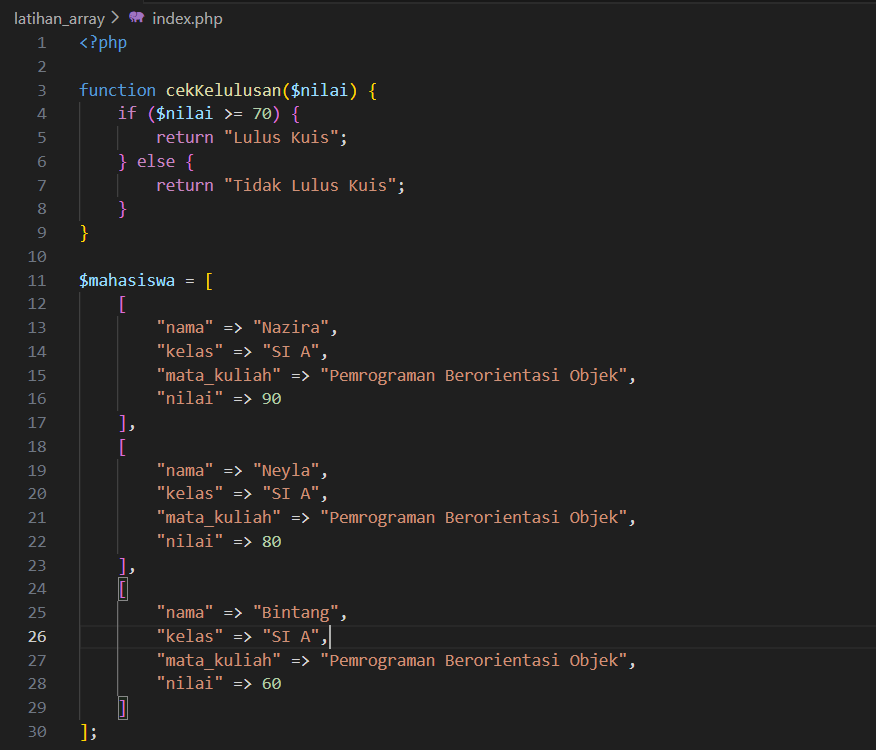 latihan_array > index.php
1 <?php
2
3 function cekKelulusan($nilai) {
4     if ($nilai >= 70) {
5         return "Lulus Kuis";
6     } else {
7         return "Tidak Lulus Kuis";
8     }
9 }
10
11 $mahasiswa = [
12     [
13         "nama" => "Nazira",
14         "kelas" => "SI A",
15         "mata_kuliah" => "Pemrograman Berorientasi Objek",
16         "nilai" => 90
17     ],
18     [
19         "nama" => "Neyla",
20         "kelas" => "SI A",
21         "mata_kuliah" => "Pemrograman Berorientasi Objek",
22         "nilai" => 80
23     ],
24     [
25         "nama" => "Bintang",
26         "kelas" => "SI A",
27         "mata_kuliah" => "Pemrograman Berorientasi Objek",
28         "nilai" => 60
29     ]
30 ];